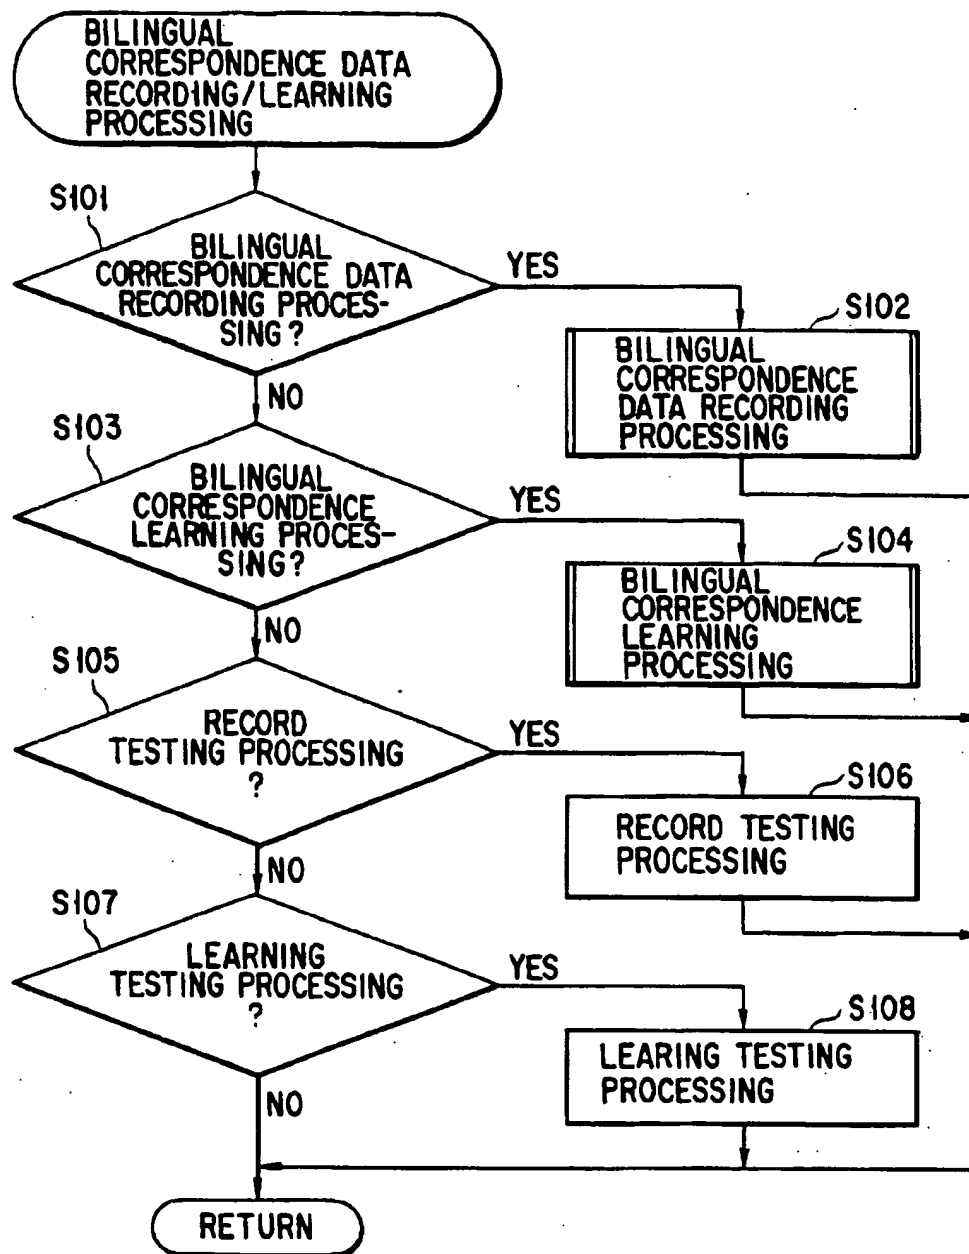 BILINGUAL
CORRESPONDENCE DATA
RECORDING/LEARNING
PROCESSING
S101
BILINGUAL
CORRESPONDENCE DATA
RECORDING PROCES-
SING?
YES
S102
BILINGUAL
CORRESPONDENCE
DATA RECORDING
PROCESSING
NO
S103
BILINGUAL
CORRESPONDENCE
LEARNING PROCES-
SING?
YES
S104
BILINGUAL
CORRESPONDENCE
LEARNING
PROCESSING
NO
S105
RECORD
TESTING PROCESSING
?
YES
S106
RECORD TESTING
PROCESSING
NO
S107
LEARNING
TESTING PROCESSING
?
YES
S108
LEARING TESTING
PROCESSING
NO
RETURN